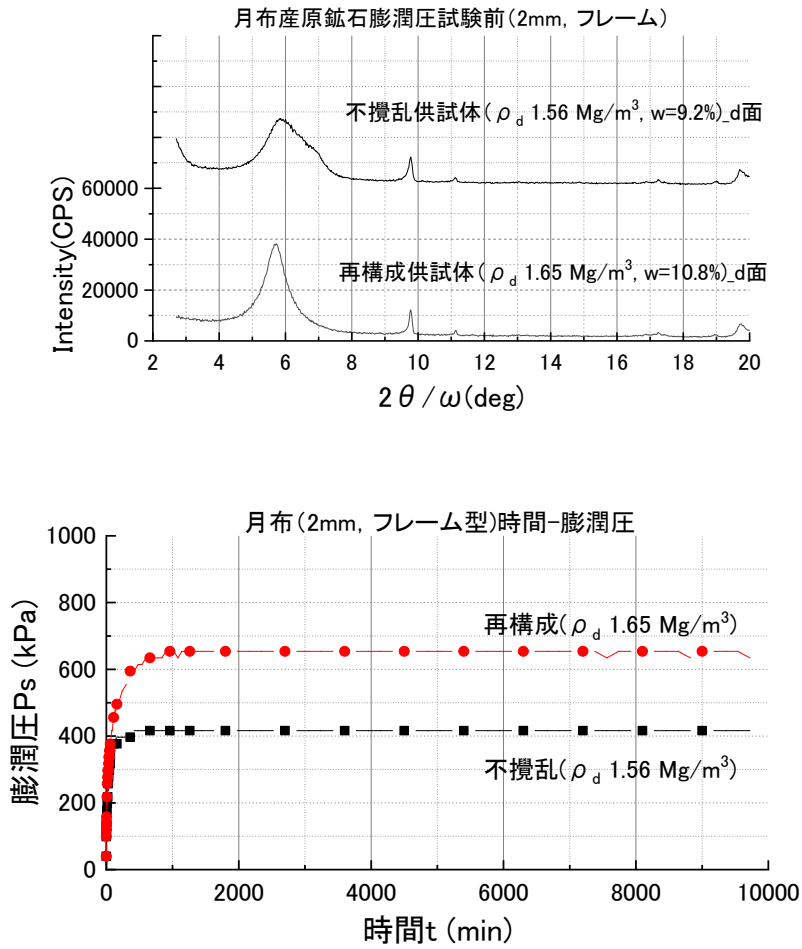 月布産原鉱石膨潤圧試験前(2mm, フレーム)
不攪乱供試体(ρd 1.56 Mg/m³, w=9.2%)_d面
再構成供試体(ρd 1.65 Mg/m³, w=10.8%)_d面
Intensity(CPS)
60000
40000
20000
0
2 4 6 8 10 12 14 16 18 20
2θ/ω(deg)
月布(2mm, フレーム型)時間-膨潤圧
再構成(ρd 1.65 Mg/m³)
不攪乱(ρd 1.56 Mg/m³)
膨潤圧Ps (kPa)
1000
800
600
400
200
0
0 2000 4000 6000 8000 10000
時間t (min)